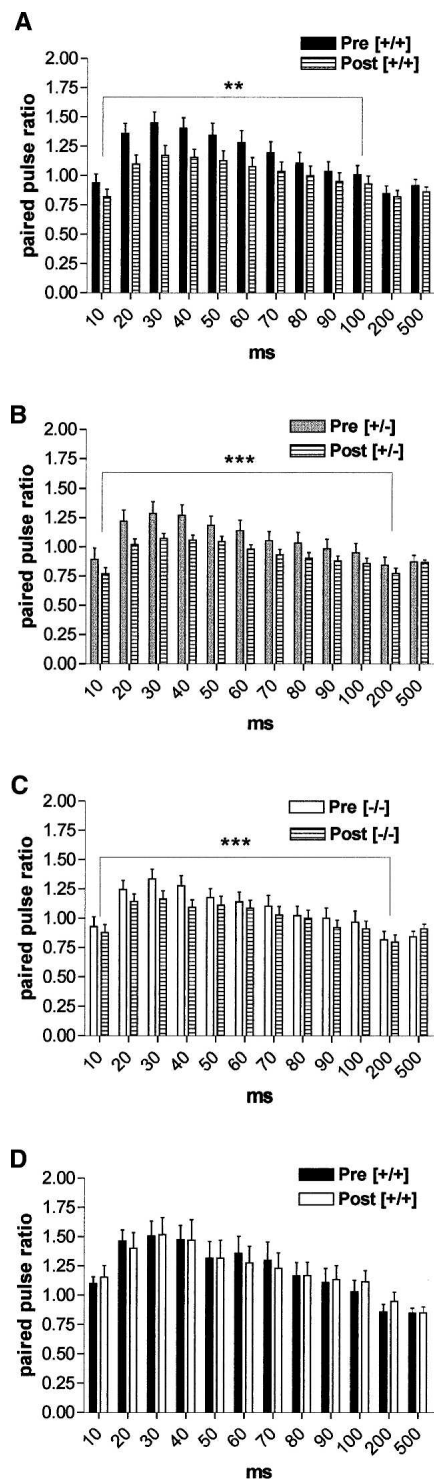 A
Pre [+/+]
Post [+/+]
**
paired pulse ratio
2.00
1.75
1.50
1.25
1.00
0.75
0.50
0.25
0.00
10 20 30 40 50 60 70 80 90 100 200 500
ms
B
Pre [+/-]
Post [+/-]
***
paired pulse ratio
2.00
1.75
1.50
1.25
1.00
0.75
0.50
0.25
0.00
10 20 30 40 50 60 70 80 90 100 200 500
ms
C
Pre [-/-]
Post [-/-]
***
paired pulse ratio
2.00
1.75
1.50
1.25
1.00
0.75
0.50
0.25
0.00
10 20 30 40 50 60 70 80 90 100 200 500
ms
D
Pre [+/+]
Post [+/+]
paired pulse ratio
2.00
1.75
1.50
1.25
1.00
0.75
0.50
0.25
0.00
10 20 30 40 50 60 70 80 90 100 200 500
ms